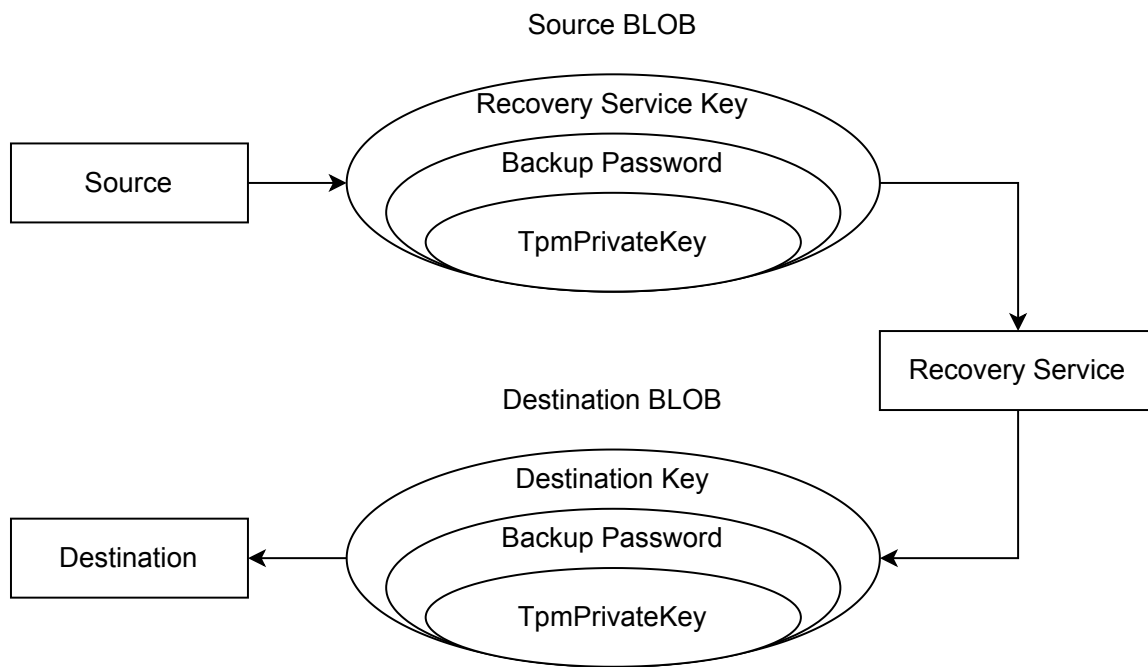 Source BLOB
Recovery Service Key
Source
Backup Password
TpmPrivateKey
Recovery Service
Destination BLOB
Destination Key
Backup Password
Destination
TpmPrivateKey